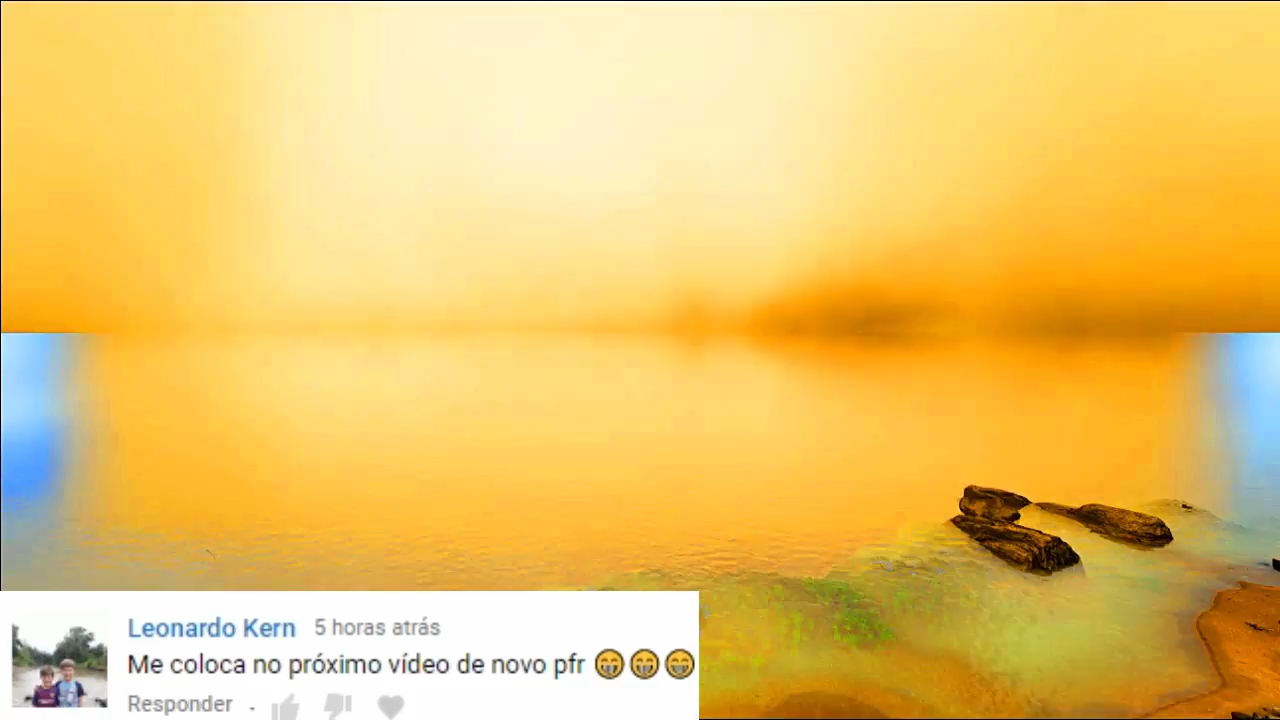 Leonardo Kern 5 horas atrás
Me coloca no próximo vídeo de novo pfr 😁😁😁
Responder